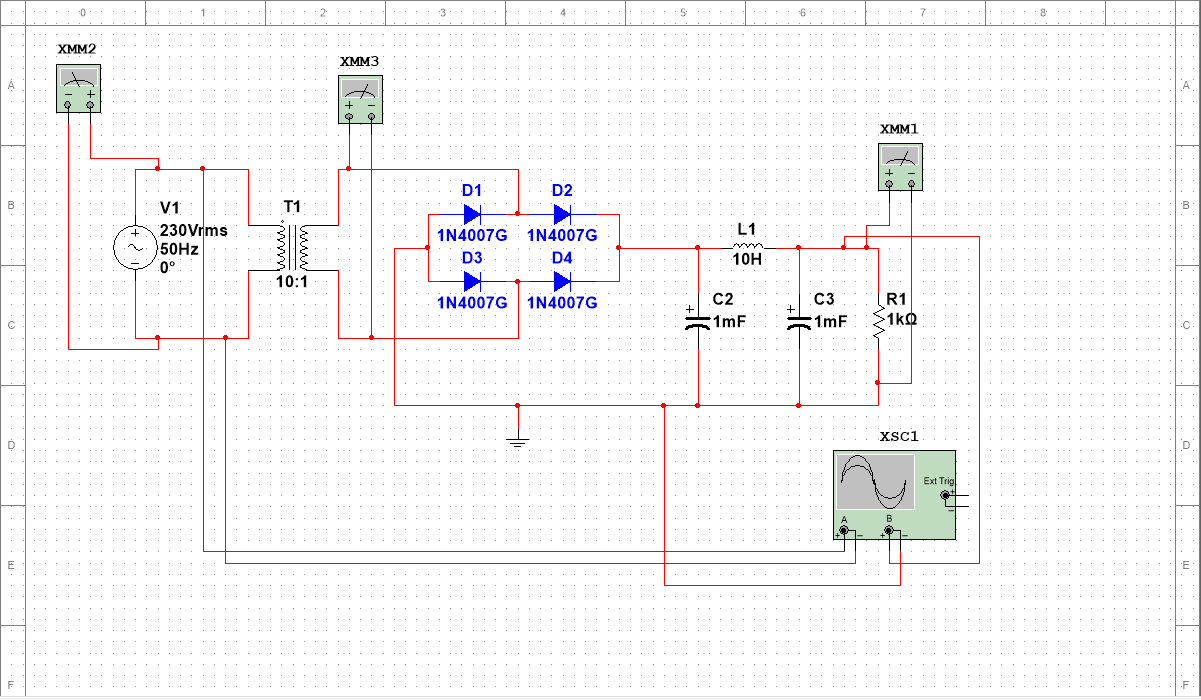 0 1 2 3 4 5 6 7 8
XMM2
XMM3
A A
XMM1
B B
V1
230Vrms
50Hz
0°
T1
10:1
D1 D2
1N4007G 1N4007G
D3 D4
1N4007G 1N4007G
L1
10H
C2
1mF
C3
1mF
R1
1kΩ
C C
XSC1
D D
Ext Trig
A B
E E
F F